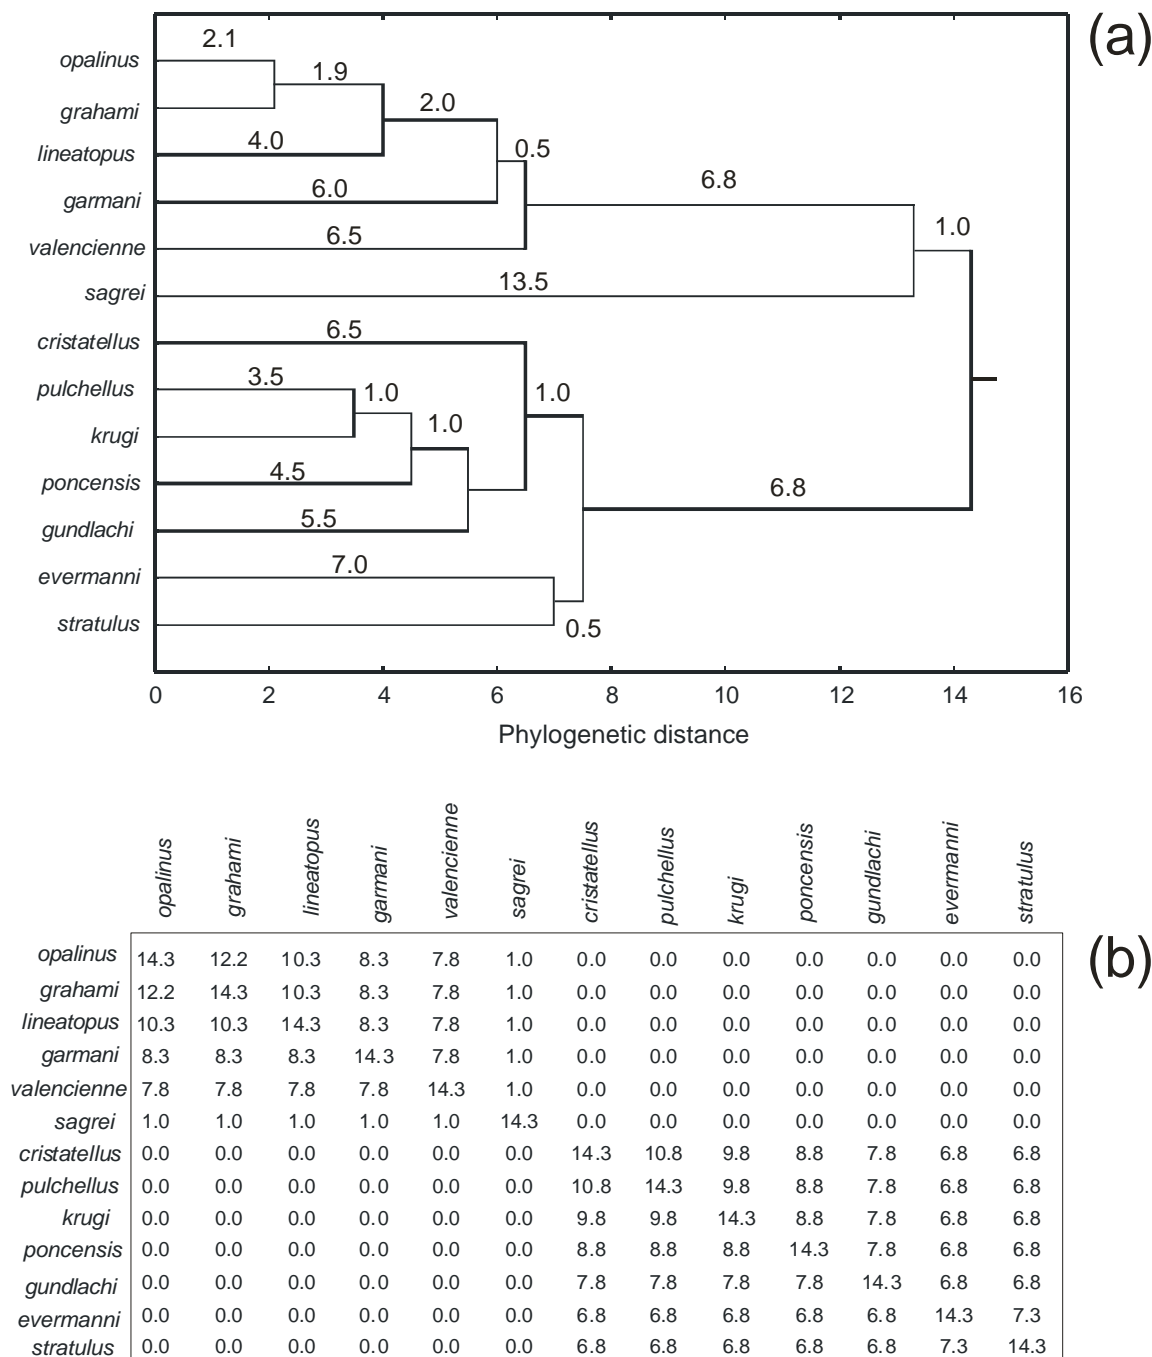 (a)
2.1
opalinus
1.9
2.0
grahami
4.0
0.5
lineatopus
6.8
6.0
garmani
1.0
6.5
valencienne
13.5
sagrei
6.5
cristatellus
3.5
1.0
1.0
pulchellus
1.0
krugi
4.5
poncensis
6.8
5.5
gundlachi
7.0
evermanni
stratulus
0.5
0 2 4 6 8 10 12 14 16
Phylogenetic distance
opalinus grahami lineatopus garmani valencienne sagrei cristatellus pulchellus krugi poncensis gundlachi evermanni stratulus
(b)
opalinus 14.3 12.2 10.3 8.3 7.8 1.0 0.0 0.0 0.0 0.0 0.0 0.0 0.0
grahami 12.2 14.3 10.3 8.3 7.8 1.0 0.0 0.0 0.0 0.0 0.0 0.0 0.0
lineatopus 10.3 10.3 14.3 8.3 7.8 1.0 0.0 0.0 0.0 0.0 0.0 0.0 0.0
garmani 8.3 8.3 8.3 14.3 7.8 1.0 0.0 0.0 0.0 0.0 0.0 0.0 0.0
valencienne 7.8 7.8 7.8 7.8 14.3 1.0 0.0 0.0 0.0 0.0 0.0 0.0 0.0
sagrei 1.0 1.0 1.0 1.0 1.0 14.3 0.0 0.0 0.0 0.0 0.0 0.0 0.0
cristatellus 0.0 0.0 0.0 0.0 0.0 0.0 14.3 10.8 9.8 8.8 7.8 6.8 6.8
pulchellus 0.0 0.0 0.0 0.0 0.0 0.0 10.8 14.3 9.8 8.8 7.8 6.8 6.8
krugi 0.0 0.0 0.0 0.0 0.0 0.0 9.8 9.8 14.3 8.8 7.8 6.8 6.8
poncensis 0.0 0.0 0.0 0.0 0.0 0.0 8.8 8.8 8.8 14.3 7.8 6.8 6.8
gundlachi 0.0 0.0 0.0 0.0 0.0 0.0 7.8 7.8 7.8 7.8 14.3 6.8 6.8
evermanni 0.0 0.0 0.0 0.0 0.0 0.0 6.8 6.8 6.8 6.8 6.8 14.3 7.3
stratulus 0.0 0.0 0.0 0.0 0.0 0.0 6.8 6.8 6.8 6.8 6.8 7.3 14.3